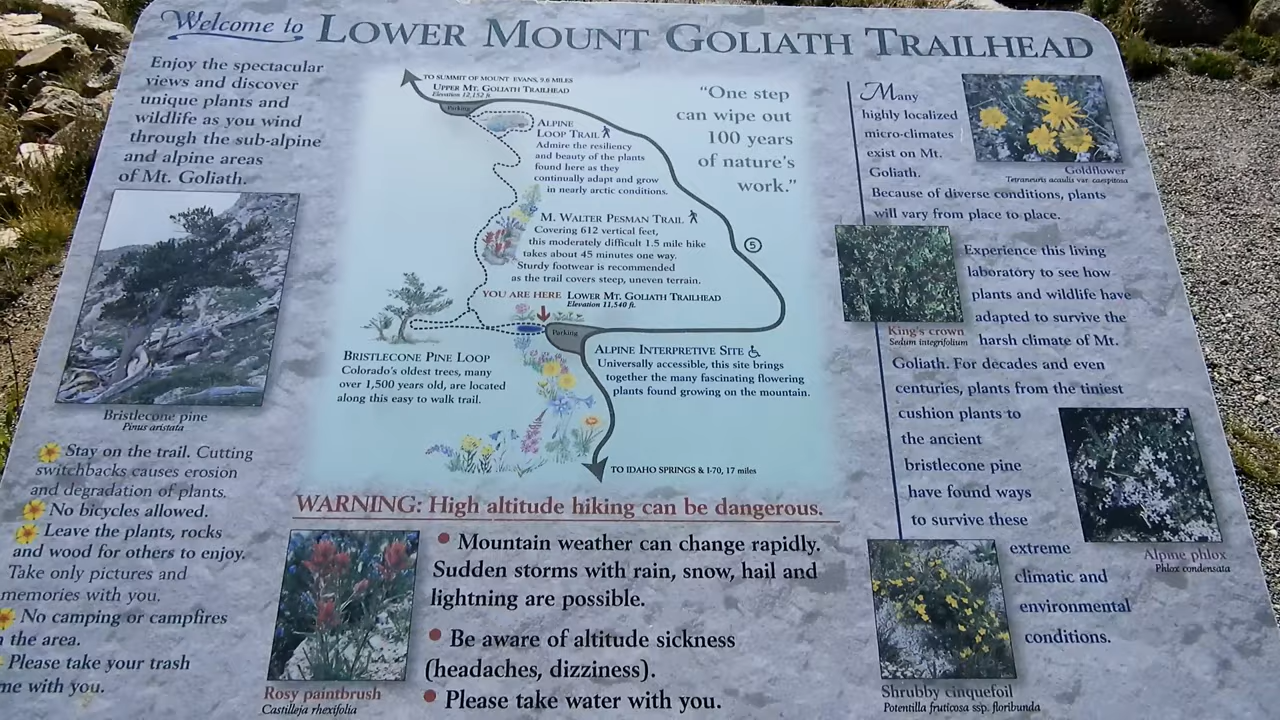 Welcome to LOWER MOUNT GOLIATH TRAILHEAD
Enjoy the spectacular
views and discover
unique plants and
wildlife as you wind
through the sub-alpine
and alpine areas
of Mt. Goliath.
Bristlecone pine
Pinus aristata
Stay on the trail. Cutting
switchbacks causes erosion
and degradation of plants.
No bicycles allowed.
Leave the plants, rocks
and wood for others to enjoy.
Take only pictures and
memories with you.
No camping or campfires
the area.
Please take your trash
with you.
TO SUMMIT OF MOUNT EVANS, 9.6 MILES
UPPER MT. GOLIATH TRAILHEAD
Elevation 12,152 ft.
Parking
ALPINE
LOOP TRAIL
Admire the resiliency
and beauty of the plants
found here as they
continually adapt and grow
in nearly arctic conditions.
"One step
can wipe out
100 years
of nature's
work."
M. WALTER PESMAN TRAIL
Covering 612 vertical feet,
this moderately difficult 1.5 mile hike
takes about 45 minutes one way.
Sturdy footwear is recommended
as the trail covers steep, uneven terrain.
5
YOU ARE HERE LOWER MT. GOLIATH TRAILHEAD
Elevation 11,540 ft.
Parking
BRISTLECONE PINE LOOP
Colorado's oldest trees, many
over 1,500 years old, are located
along this easy to walk trail.
ALPINE INTERPRETIVE SITE
Universally accessible, this site brings
together the many fascinating flowering
plants found growing on the mountain.
TO IDAHO SPRINGS & I-70, 17 miles
WARNING: High altitude hiking can be dangerous.
Rosy paintbrush
Castilleja rhexifolia
• Mountain weather can change rapidly.
Sudden storms with rain, snow, hail and
lightning are possible.
• Be aware of altitude sickness
(headaches, dizziness).
• Please take water with you.
Many
highly localized
micro-climates
exist on Mt.
Goliath.
Because of diverse conditions, plants
will vary from place to place.
Goldflower
Tetraneuris acaulis var. caespitosa
Experience this living
laboratory to see how
plants and wildlife have
adapted to survive the
harsh climate of Mt.
Goliath. For decades and even
centuries, plants from the tiniest
cushion plants to
the ancient
bristlecone pine
have found ways
to survive these
extreme
climatic and
environmental
conditions.
King's crown
Sedum integrifolium
Alpine phlox
Phlox condensata
Shrubby cinquefoil
Potentilla fruticosa ssp. floribunda